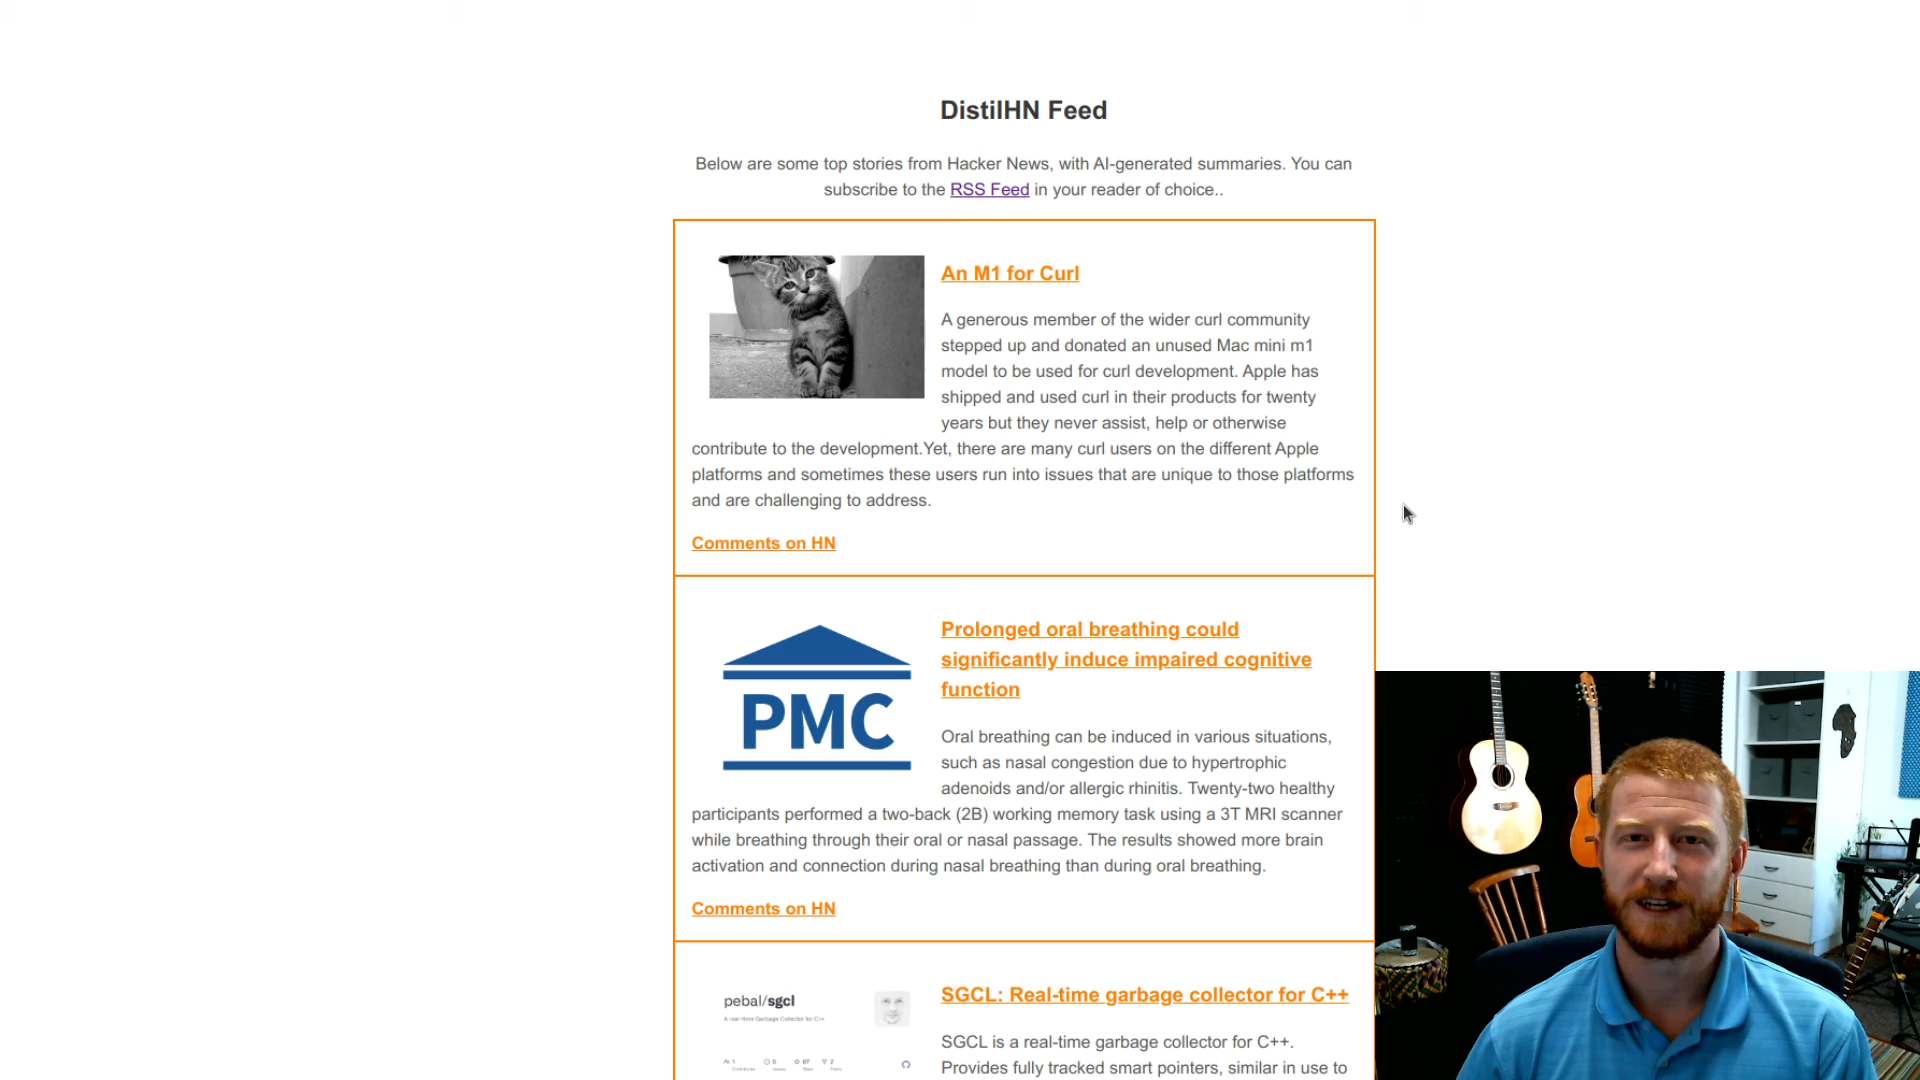 DistilHN Feed
Below are some top stories from Hacker News, with AI-generated summaries. You can
subscribe to the RSS Feed in your reader of choice..
An M1 for Curl
A generous member of the wider curl community
stepped up and donated an unused Mac mini m1
model to be used for curl development. Apple has
shipped and used curl in their products for twenty
years but they never assist, help or otherwise
contribute to the development.Yet, there are many curl users on the different Apple
platforms and sometimes these users run into issues that are unique to those platforms
and are challenging to address.
Comments on HN
PMC
Prolonged oral breathing could
significantly induce impaired cognitive
function
Oral breathing can be induced in various situations,
such as nasal congestion due to hypertrophic
adenoids and/or allergic rhinitis. Twenty-two healthy
participants performed a two-back (2B) working memory task using a 3T MRI scanner
while breathing through their oral or nasal passage. The results showed more brain
activation and connection during nasal breathing than during oral breathing.
Comments on HN
pebal/sgcl
A real-time Garbage Collector for C++
SGCL: Real-time garbage collector for C++
SGCL is a real-time garbage collector for C++.
Provides fully tracked smart pointers, similar in use to